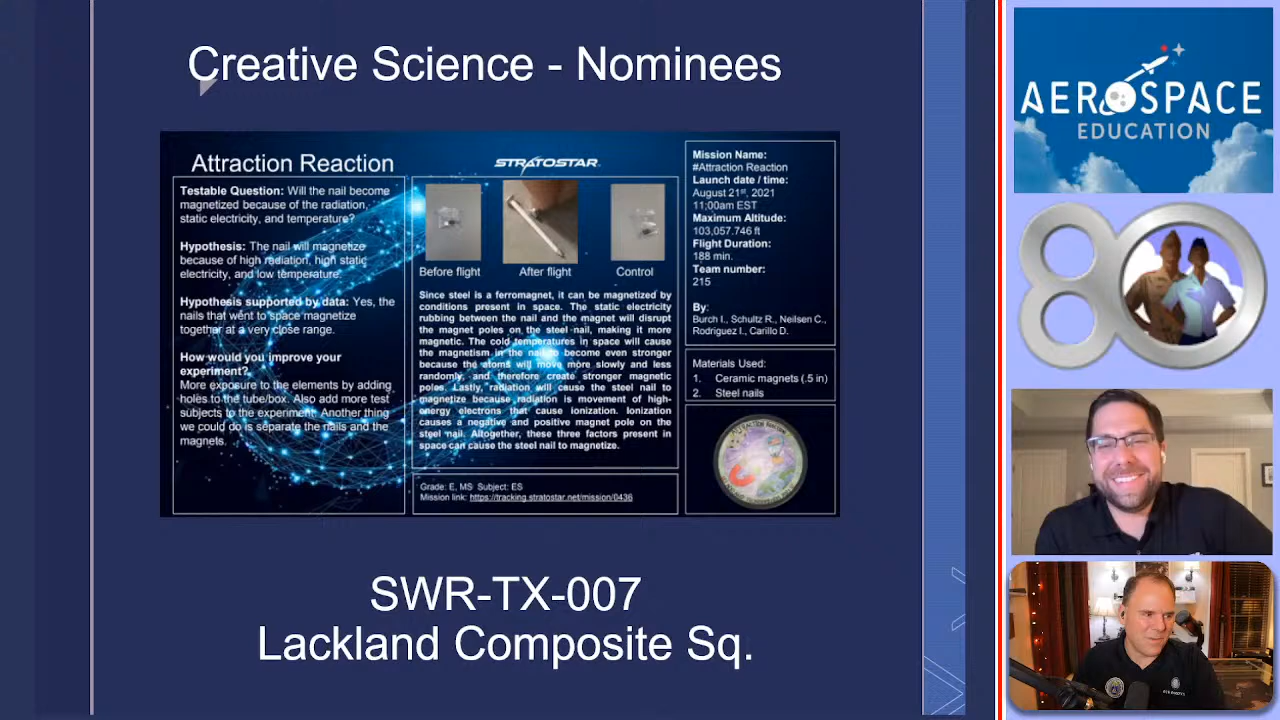 Creative Science - Nominees
Attraction Reaction
STRATOSTAR
Testable Question: Will the nail become
magnetized because of the radiation,
static electricity, and temperature?
Hypothesis: The nail will magnetize
because of high radiation, high static
electricity, and low temperature.
Hypothesis supported by data: Yes, the
nails that went to space magnetize
together at a very close range.
How would you improve your
experiment?
More exposure to the elements by adding
holes to the tube/box. Also add more test
subjects to the experiment. Another thing
we could do is separate the nails and the
magnets.
Before flight
After flight
Control
Since steel is a ferromagnet, it can be magnetized by
conditions present in space. The static electricity
rubbing between the nail and the magnet will disrupt
the magnet poles on the steel nail, making it more
magnetic. The cold temperatures in space will cause
the magnetism in the nail to become even stronger
because the atoms will move more slowly and less
randomly, and therefore create stronger magnetic
poles. Lastly, radiation will cause the steel nail to
magnetize because radiation is movement of high-
energy electrons that cause ionization. Ionization
causes a negative and positive magnet pole on the
steel nail. Altogether, these three factors present in
space can cause the steel nail to magnetize.
Grade: E, MS Subject: ES
Mission link: https://tracking.stratostar.net/mission/0436
Mission Name:
#Attraction Reaction
Launch date / time:
August 21st, 2021
11:00am EST
Maximum Altitude:
103,057.746 ft
Flight Duration:
188 min.
Team number:
215
By:
Burch I., Schultz R., Neilsen C.,
Rodriguez I., Carillo D.
Materials Used:
1. Ceramic magnets (.5 in)
2. Steel nails
SWR-TX-007
Lackland Composite Sq.
AEROSPACE
EDUCATION
80